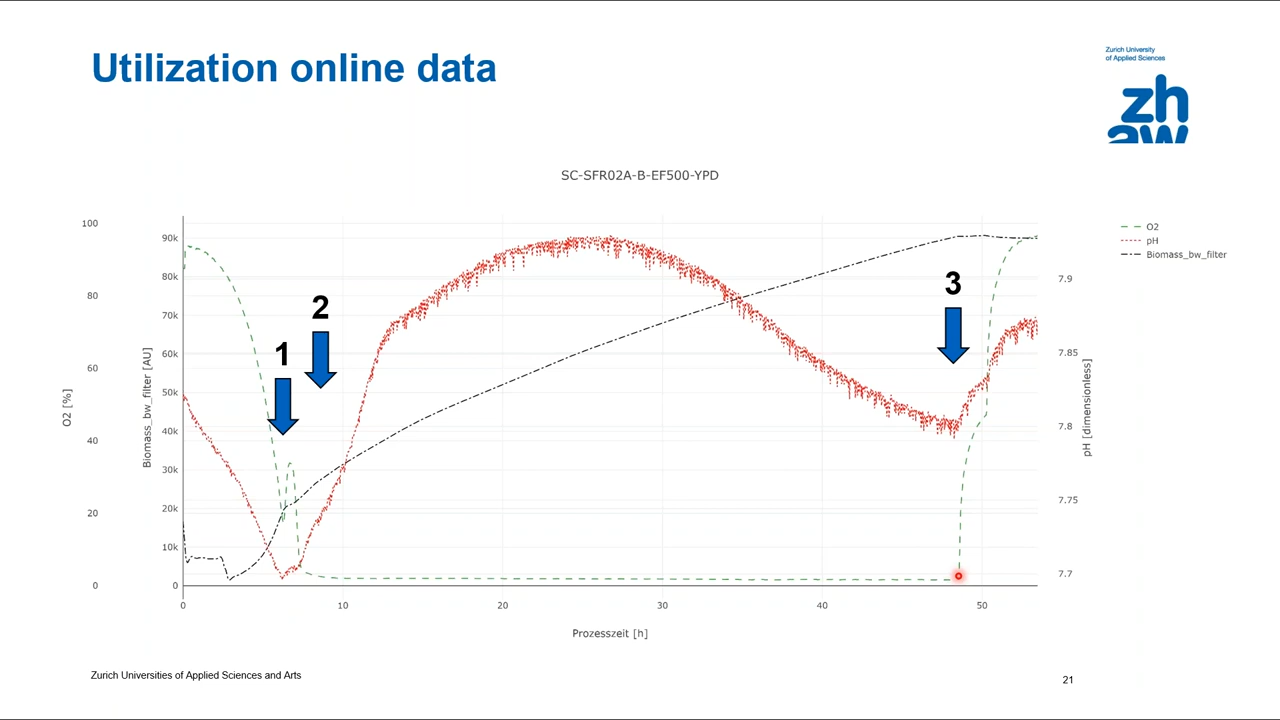 Utilization online data
Zurich University
of Applied Sciences
zh
aw
SC-SFR02A-B-EF500-YPD
O2
pH
Biomass_bw_filter
1
2
3
100
80
60
40
20
0
O2 [%]
90k
80k
70k
60k
50k
40k
30k
20k
10k
0
Biomass_bw_filter [AU]
7.9
7.85
7.8
7.75
7.7
pH [dimensionless]
0
10
20
30
40
50
Prozesszeit [h]
Zurich Universities of Applied Sciences and Arts
21